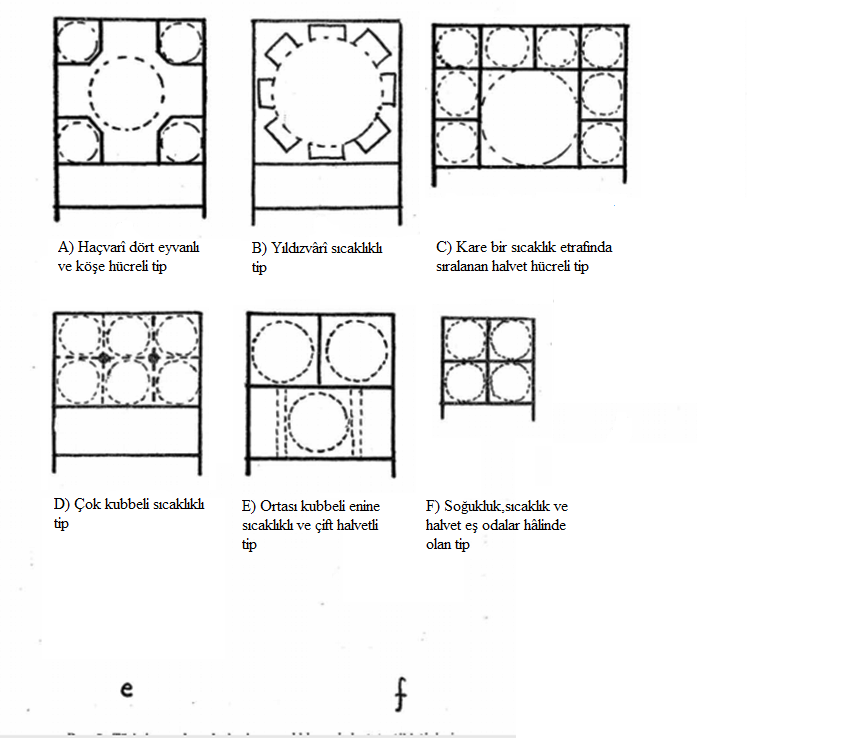 A) Haçvarî dört eyvanlı
ve köşe hücreli tip
B) Yıldızvârî sıcaklıklı
tip
C) Kare bir sıcaklık etrafında
sıralanan halvet hücreli tip
D) Çok kubbeli sıcaklıklı
tip
E) Ortası kubbeli enine
sıcaklıklı ve çift halvetli
tip
F) Soğukluk,sıcaklık ve
halvet eş odalar hâlinde
olan tip
e
f